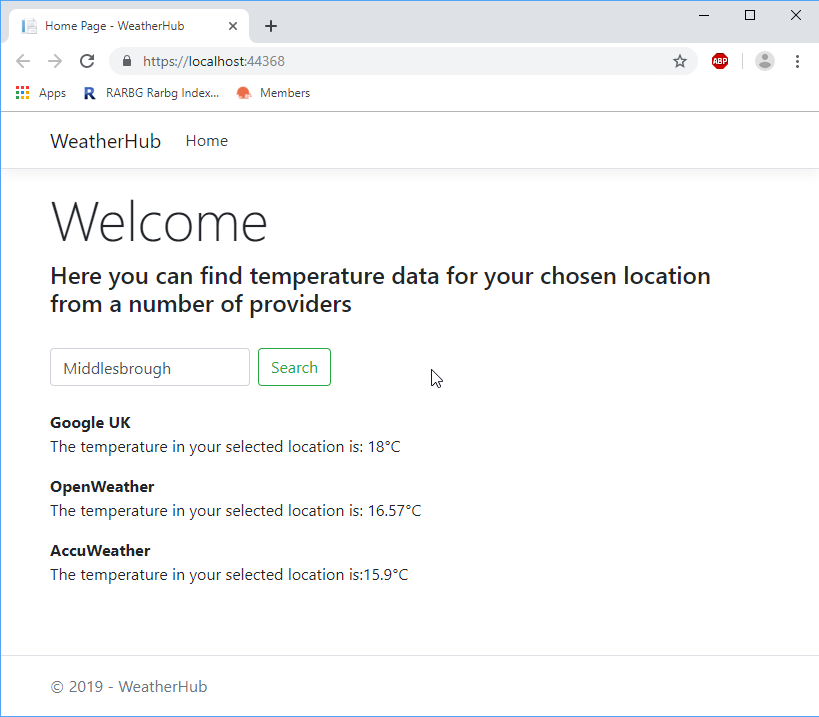 Home Page - WeatherHub
https://localhost:44368
ABP
Apps
R RARBG Rarbg Index...
Members
WeatherHub Home
Welcome
Here you can find temperature data for your chosen location
from a number of providers
Middlesbrough Search
Google UK
The temperature in your selected location is: 18°C
OpenWeather
The temperature in your selected location is: 16.57°C
AccuWeather
The temperature in your selected location is:15.9°C
© 2019 - WeatherHub